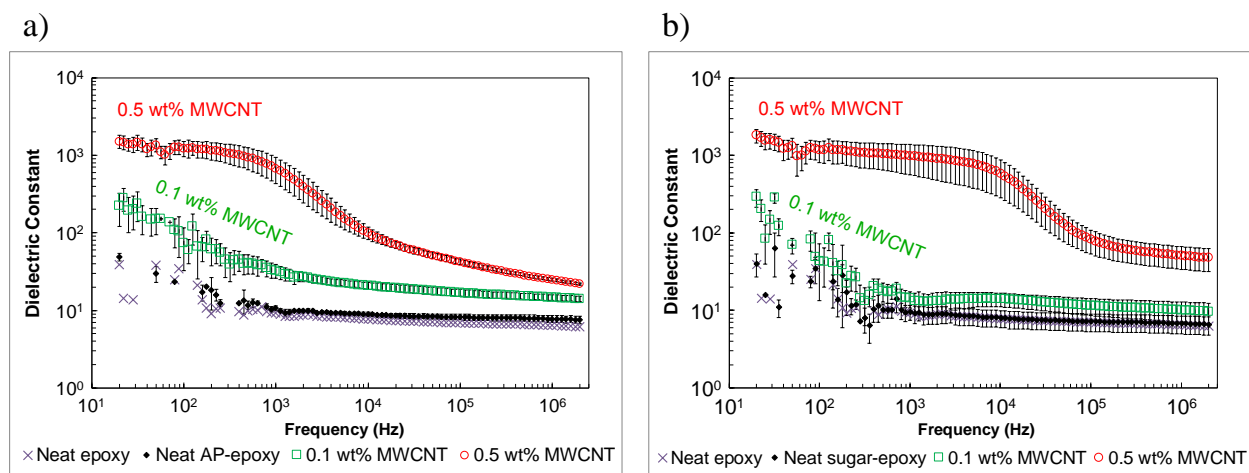 a)
Dielectric Constant
10⁴
10³
10²
10¹
10⁰
0.5 wt% MWCNT
0.1 wt% MWCNT
10¹ 10² 10³ 10⁴ 10⁵ 10⁶
Frequency (Hz)
Neat epoxy Neat AP-epoxy 0.1 wt% MWCNT 0.5 wt% MWCNT
b)
Dielectric Constant
10⁴
10³
10²
10¹
10⁰
0.5 wt% MWCNT
0.1 wt% MWCNT
10¹ 10² 10³ 10⁴ 10⁵ 10⁶
Frequency (Hz)
Neat epoxy Neat sugar-epoxy 0.1 wt% MWCNT 0.5 wt% MWCNT